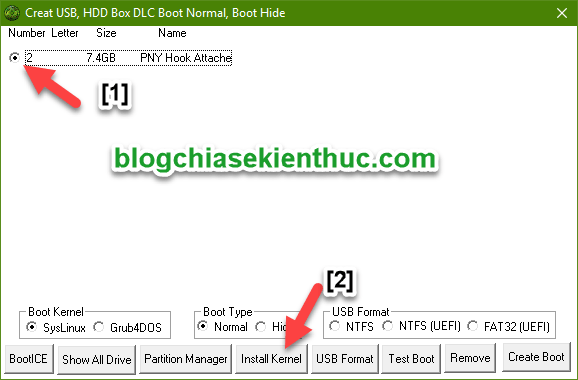 Creat USB, HDD Box DLC Boot Normal, Boot Hide
Number Letter Size Name
2 7.4GB PNY Hook Attache
[1]
blogchiasekienthuc.com
[2]
Boot Kernel Boot Type USB Format
SysLinux Grub4DOS Normal Hid NTFS NTFS (UEFI) FAT32 (UEFI)
BootICE Show All Drive Partition Manager Install Kernel USB Format Test Boot Remove Create Boot